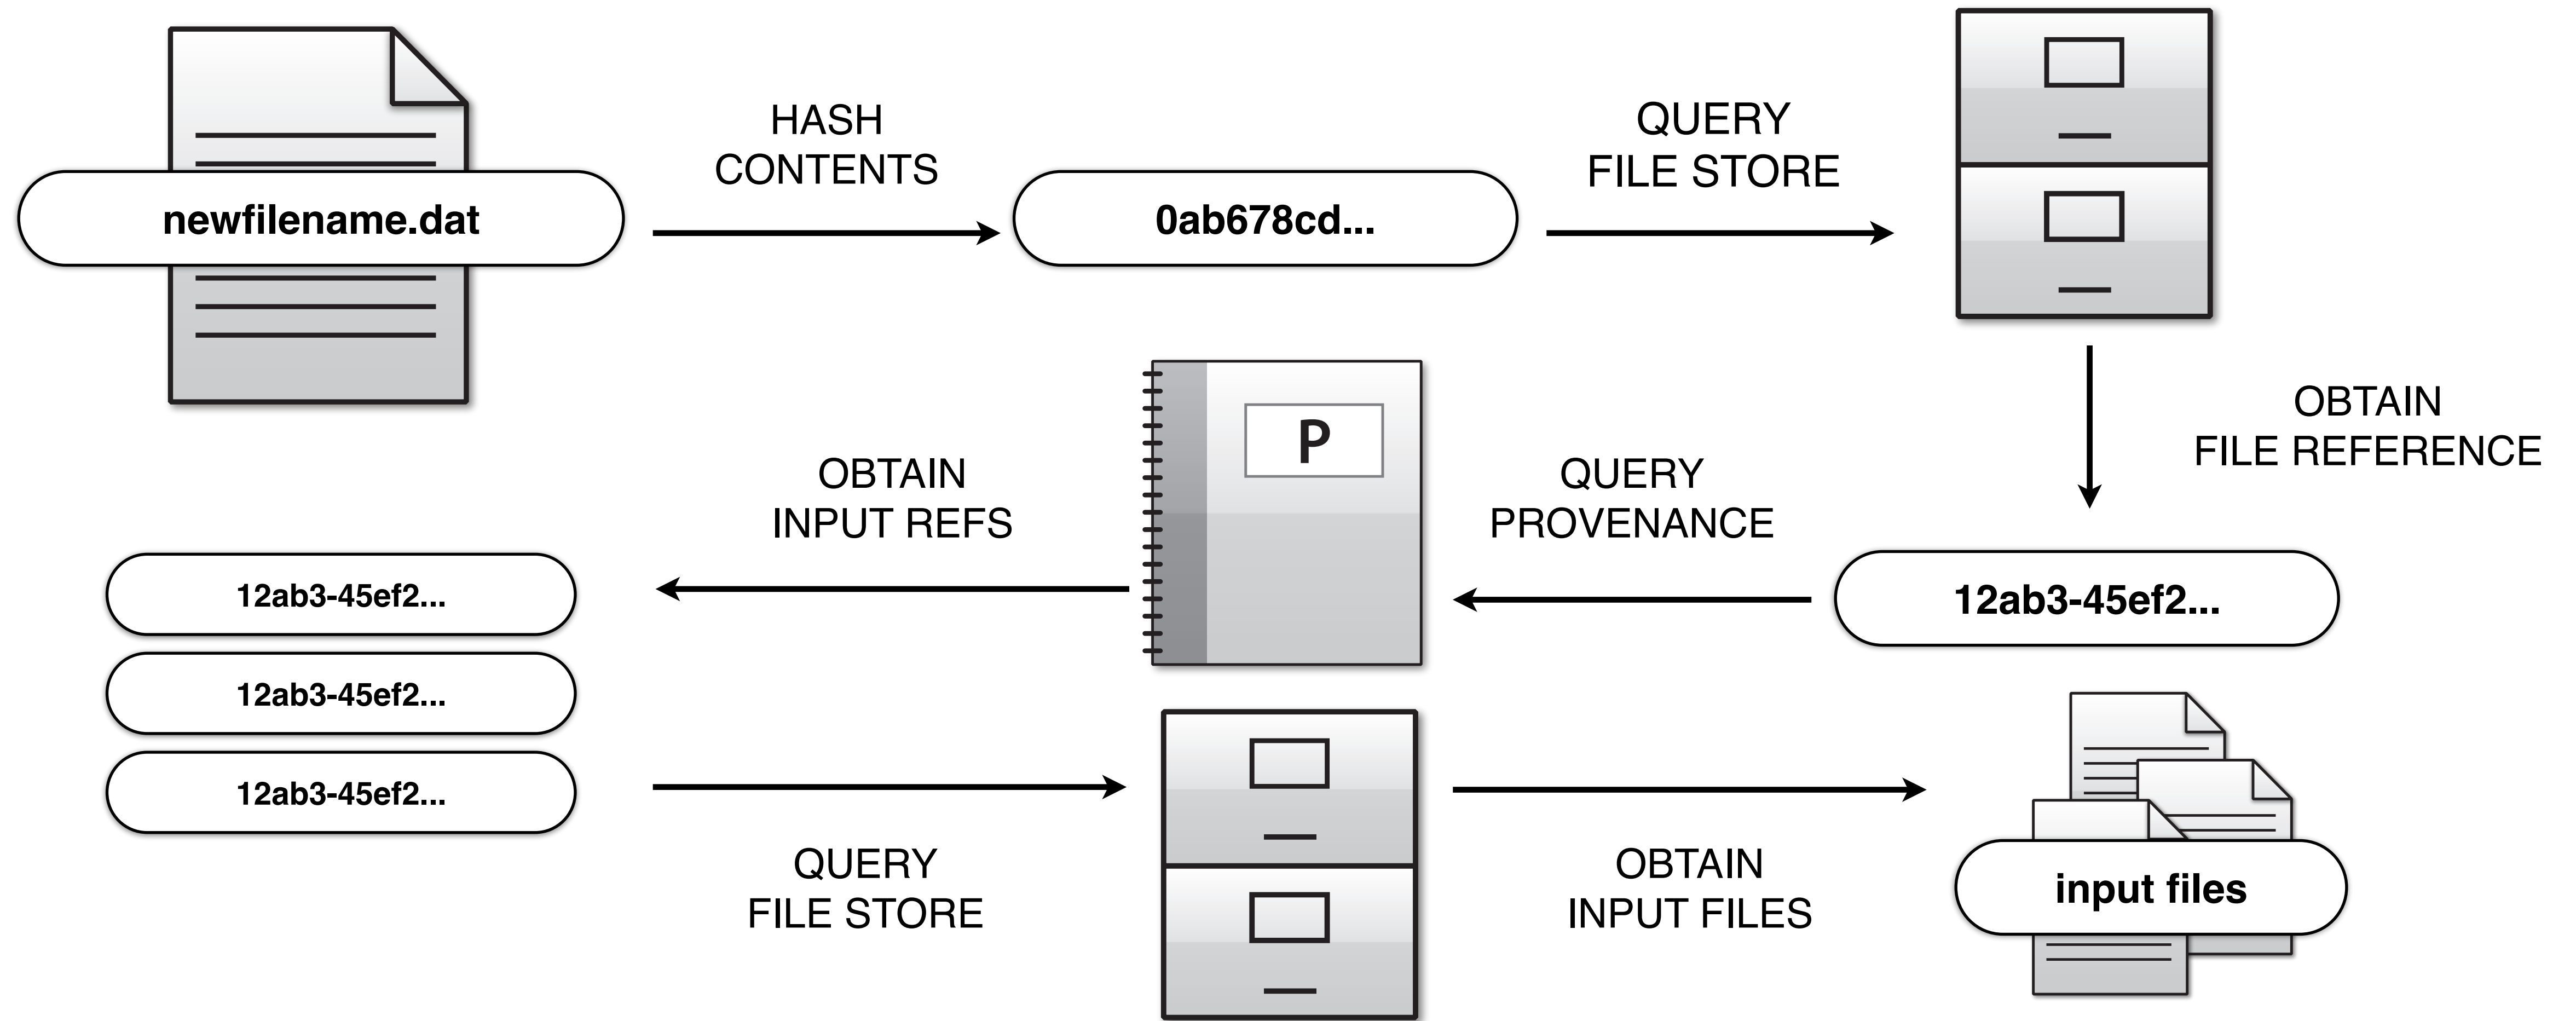 newfilename.dat
HASH
CONTENTS
0ab678cd...
QUERY
FILE STORE
OBTAIN
FILE REFERENCE
12ab3-45ef2...
QUERY
PROVENANCE
P
OBTAIN
INPUT REFS
12ab3-45ef2...
12ab3-45ef2...
12ab3-45ef2...
QUERY
FILE STORE
OBTAIN
INPUT FILES
input files